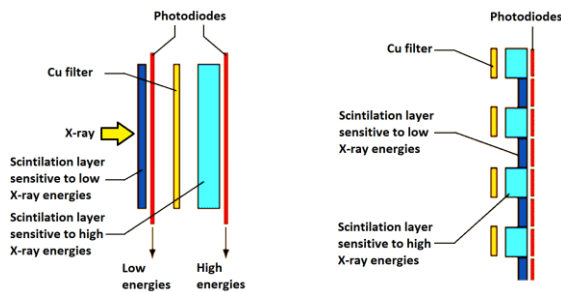 Photodiodes
Cu filter
X-ray
Scintilation layer
sensitive to low
X-ray energies
Scintilation layer
sensitive to high
X-ray energies
Low
energies
High
energies
Photodiodes
Cu filter
Scintilation layer
sensitive to low
X-ray energies
Scintilation layer
sensitive to high
X-ray energies